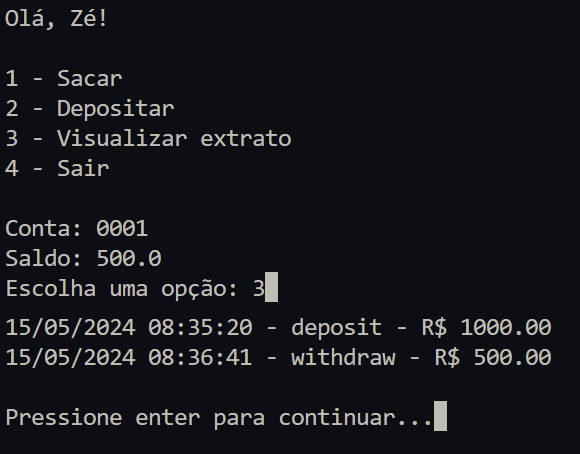 Olá, Zé!
1 - Sacar
2 - Depositar
3 - Visualizar extrato
4 - Sair
Conta: 0001
Saldo: 500.0
Escolha uma opção: 3
15/05/2024 08:35:20 - deposit - R$ 1000.00
15/05/2024 08:36:41 - withdraw - R$ 500.00
Pressione enter para continuar...